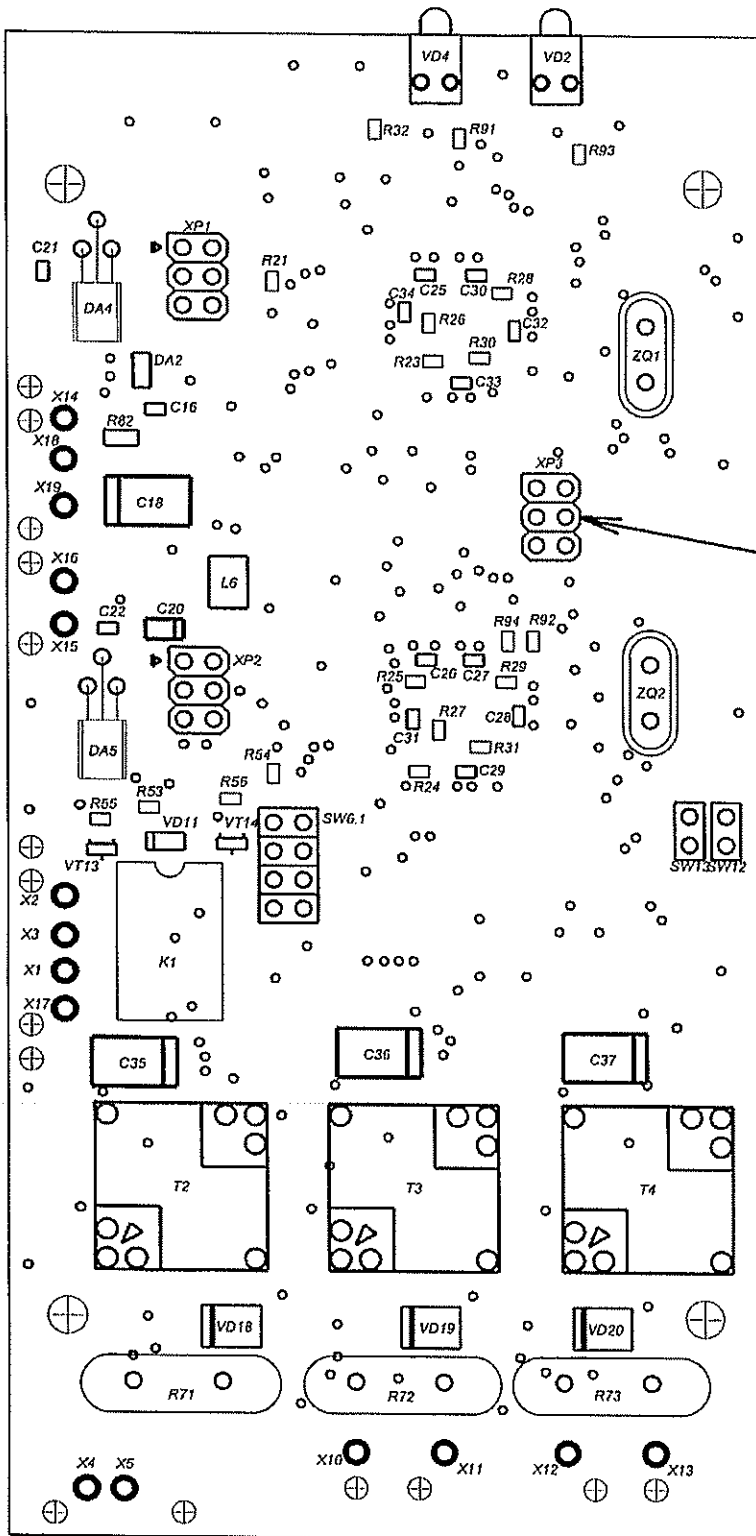 VD4 VD2
R32 R91 R93
XP1
C21 R21
DA4 C25 C30 R28
C34 R26 C32
R23 R30 ZQ1
DA2 C33
X14 C16
X18 R82
XP3
X19 C18
X16 L6
C22 C20 R94 R92
X15 XP2 C26 C27
R25 R29 ZQ2
C31 R27 C28
DA5 R31
R54 R24 C29
R55 R53 R56
VD11 VT14 SW6,1
VT13 SW13 SW12
X2
X3
X1 K1
X17
C35 C36 C37
T2 T3 T4
VD18 VD19 VD20
R71 R72 R73
X4 X5 X10 X11 X12 X13